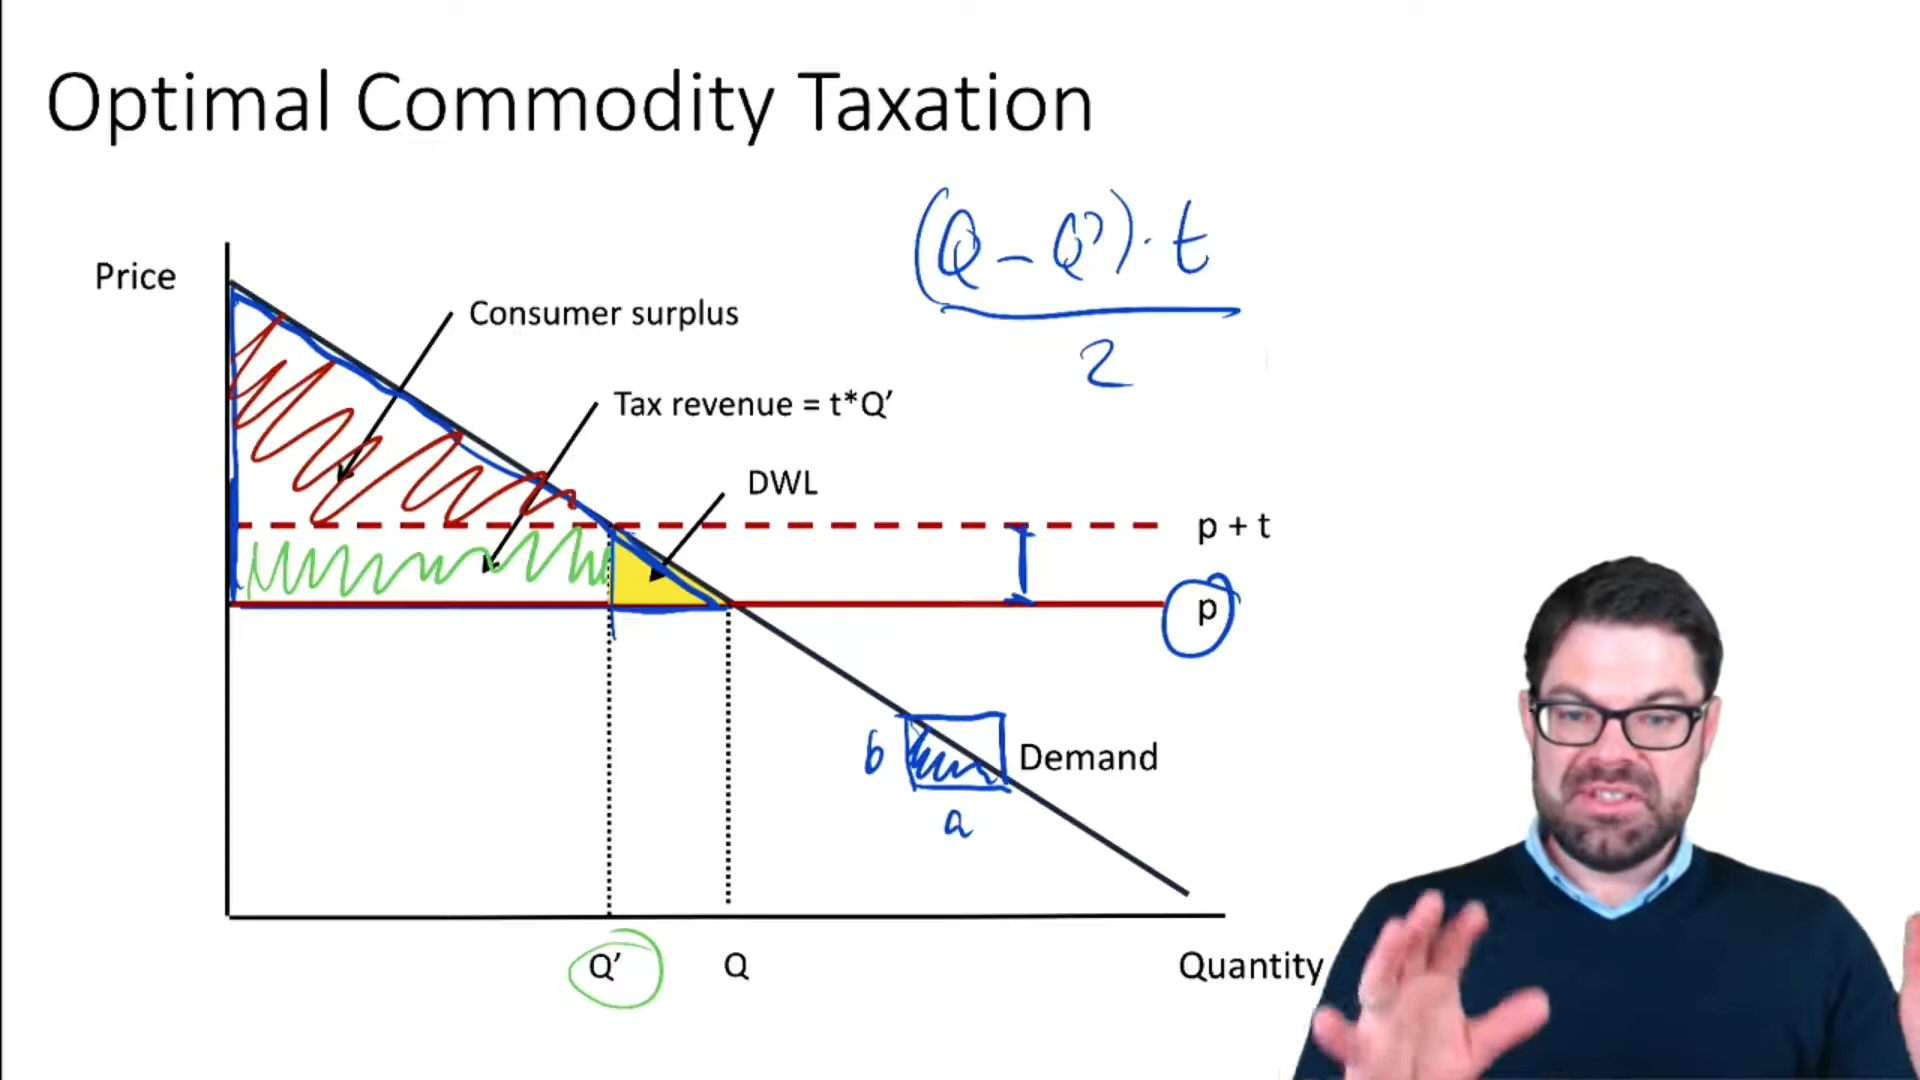 Optimal Commodity Taxation
(Q - Q') · t
2
Price
Consumer surplus
Tax revenue = t*Q’
DWL
p + t
p
b
Demand
a
Q’
Q
Quantity